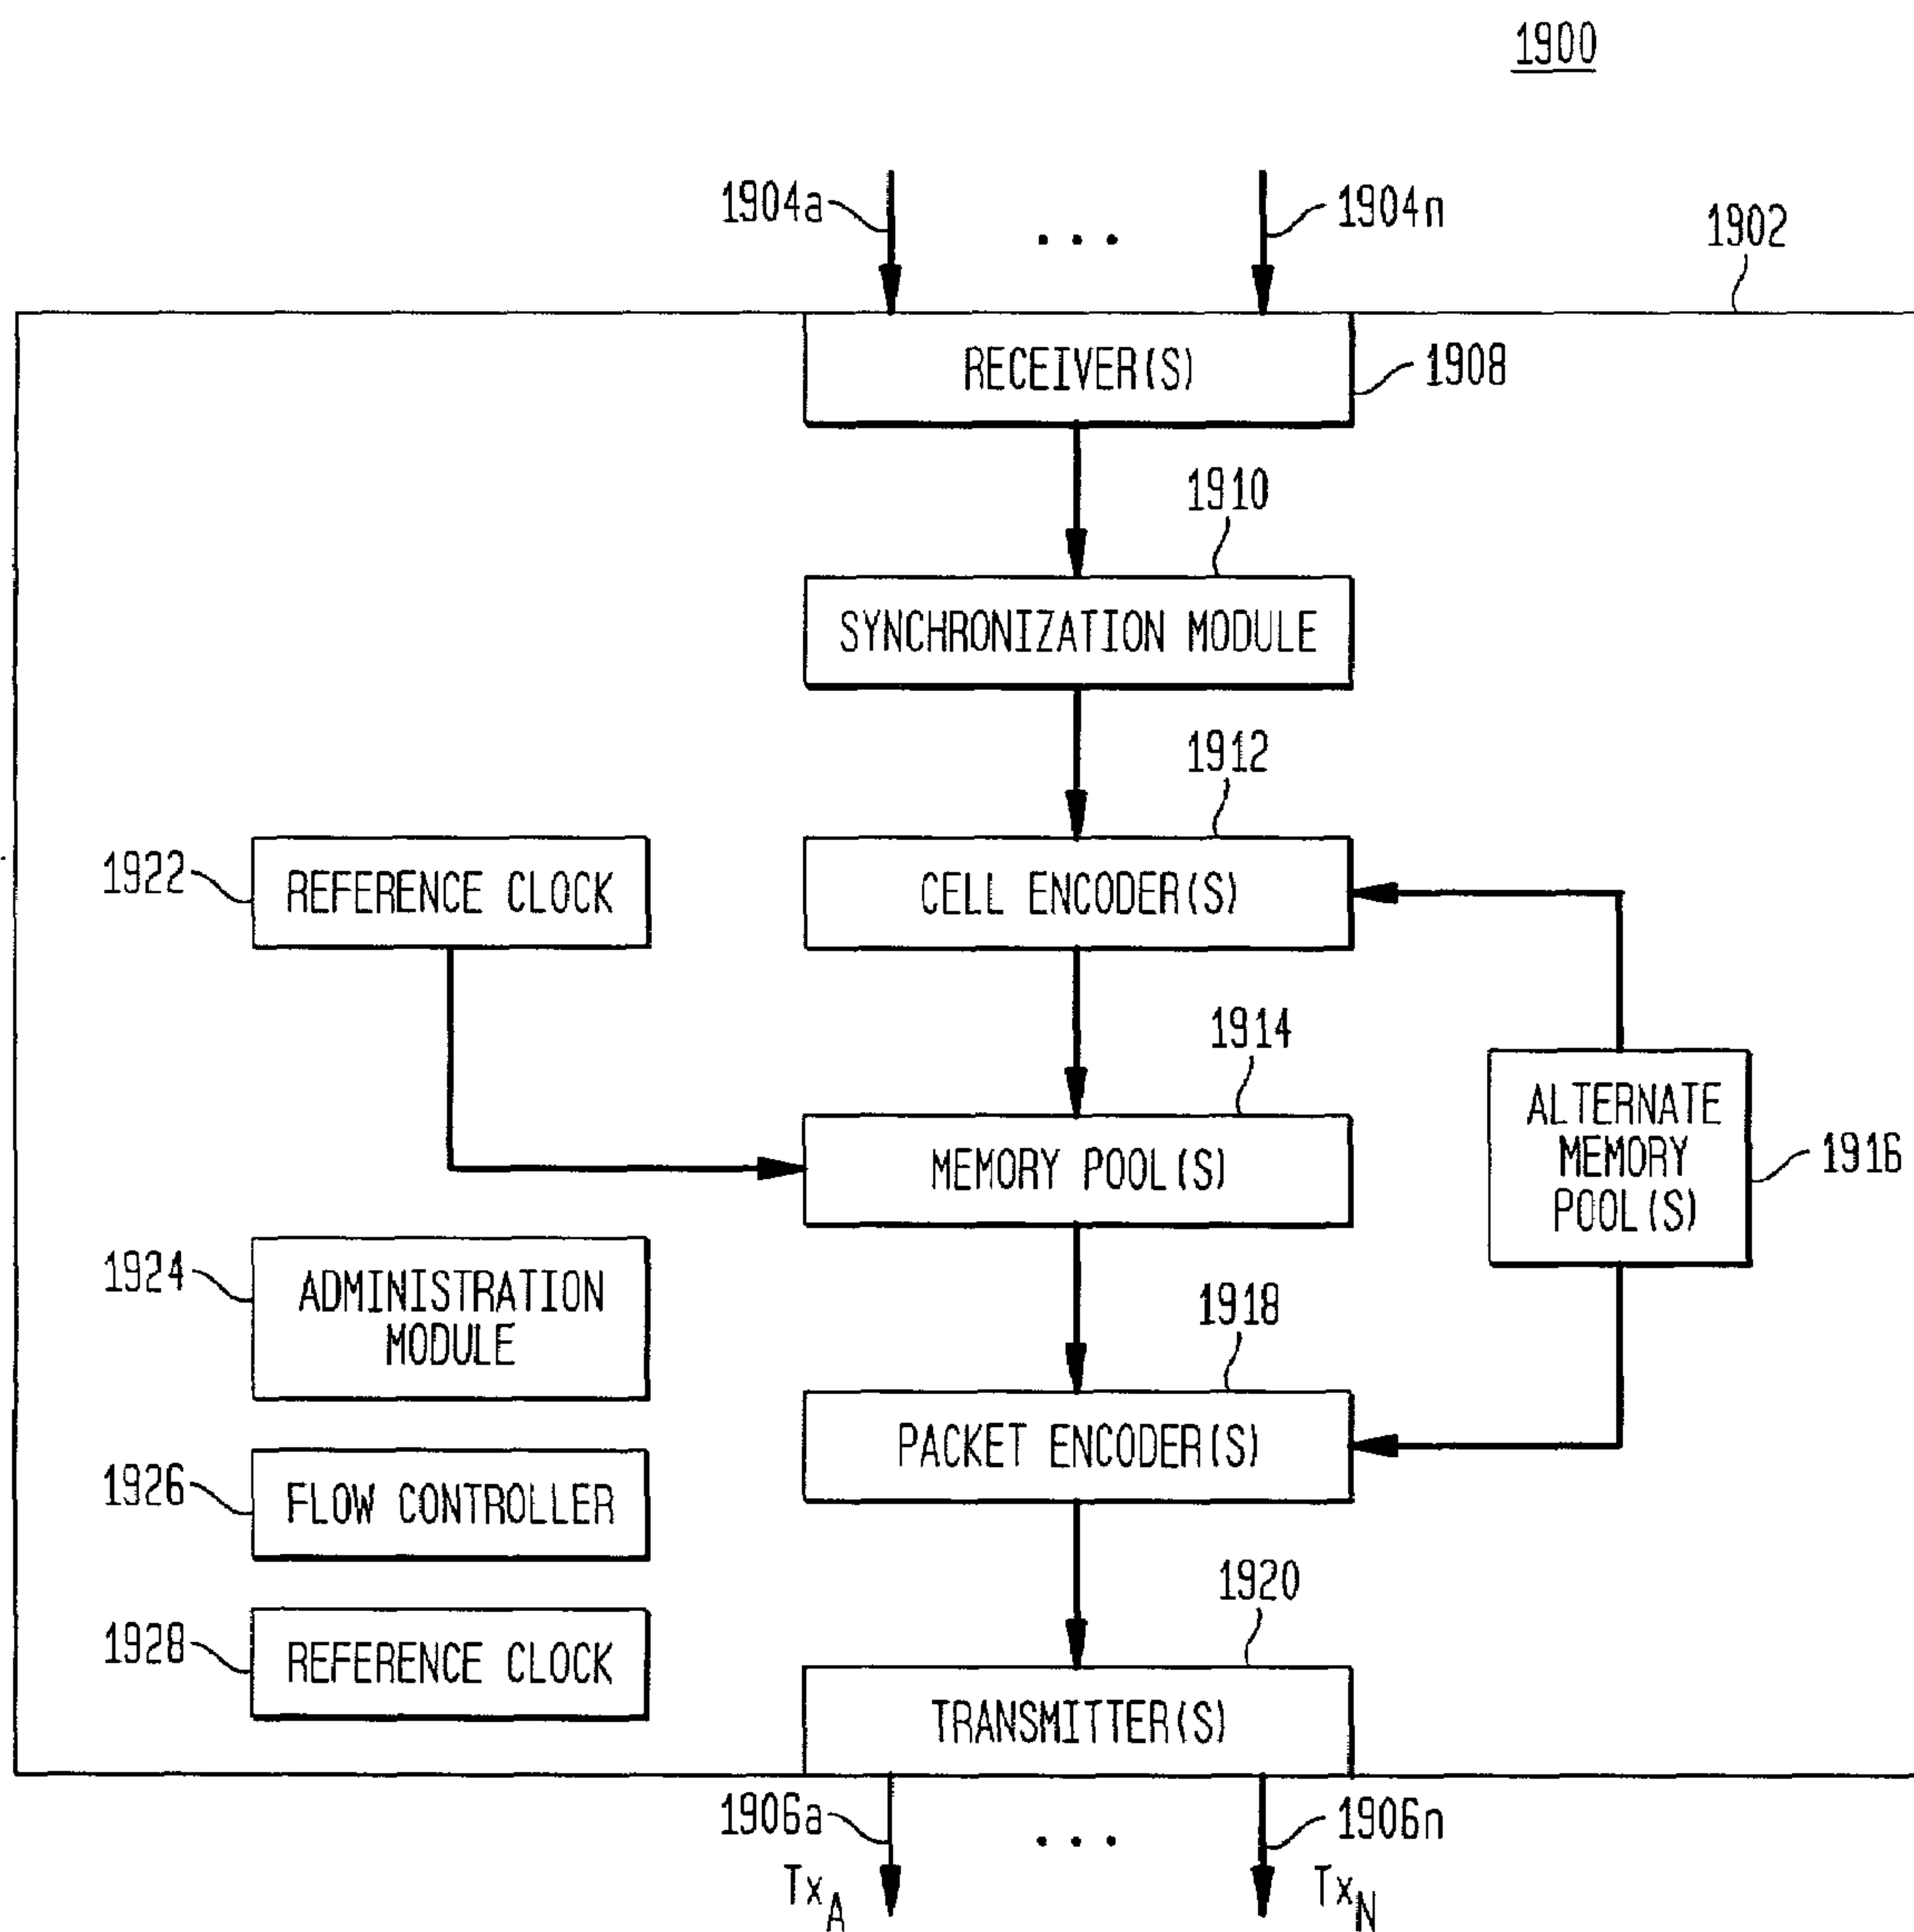 1900
1904a
1904n
1902
RECEIVER(S)
1908
1910
SYNCHRONIZATION MODULE
1912
1922
REFERENCE CLOCK
CELL ENCODER(S)
1914
ALTERNATE
MEMORY
POOL(S)
1916
MEMORY POOL(S)
1924
ADMINISTRATION
MODULE
1918
PACKET ENCODER(S)
1926
FLOW CONTROLLER
1920
1928
REFERENCE CLOCK
TRANSMITTER(S)
1906a
1906n
TxA
TxN